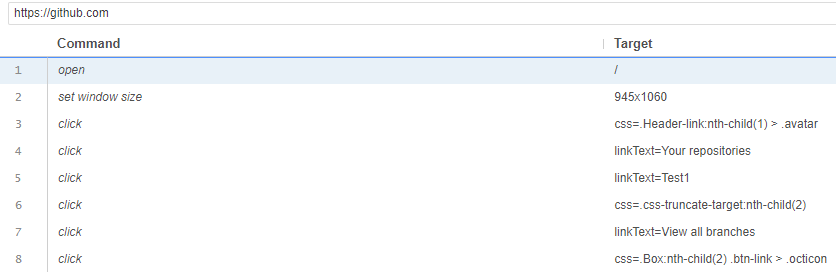 https://github.com
Command Target
1 open /
2 set window size 945x1060
3 click css=.Header-link:nth-child(1) > .avatar
4 click linkText=Your repositories
5 click linkText=Test1
6 click css=.css-truncate-target:nth-child(2)
7 click linkText=View all branches
8 click css=.Box:nth-child(2) .btn-link > .octicon